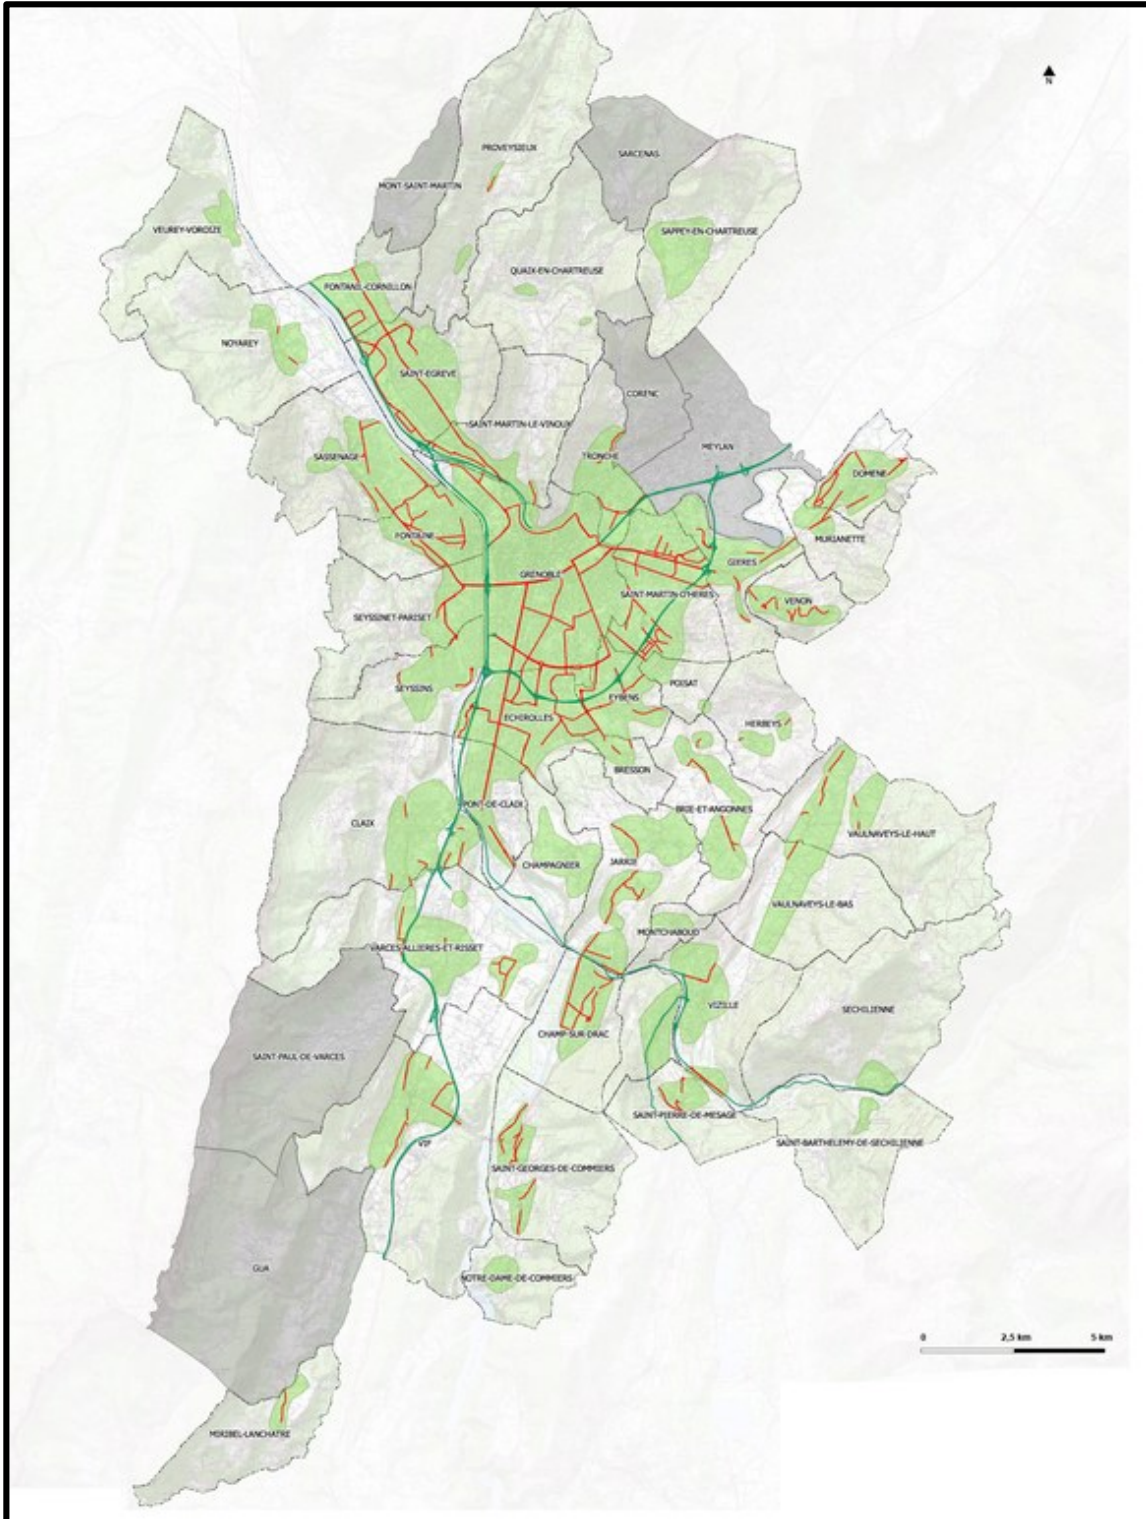 N
PROVEYSIEUX
SARCENAS
MONT-SAINT-MARTIN
VEUREY-VOROIZE
SAPPEY-EN-CHARTREUSE
QUAIX-EN-CHARTREUSE
FONTANIL-CORNILLON
NOYAREY
SAINT-EGREVE
CORENC
SAINT-MARTIN-LE-VINOUX
MEYLAN
SASSENAGE
TRONCHE
DOMENE
FONTAINE
MURIANETTE
GIERES
GRENOBLE
SAINT-MARTIN-D'HERES
VENON
SEYSSINET-PARISET
SEYSSINS
POISAT
EYBENS
ECHIROLLES
HERBEYS
BRESSON
PONT-DE-CLAIX
BRIE-ET-ANGONNES
CLAIX
VAULNAVEYS-LE-HAUT
CHAMPAGNIER
JARRIE
VAULNAVEYS-LE-BAS
MONTCHABOUD
VARCES-ALLIERES-ET-RISSET
VIZILLE
SECHILIENNE
CHAMP-SUR-DRAC
SAINT-PAUL-DE-VARCES
SAINT-PIERRE-DE-MESAGE
VIF
SAINT-BARTHELEMY-DE-SECHILIENNE
SAINT-GEORGES-DE-COMMIERS
GUA
NOTRE-DAME-DE-COMMIERS
0 2,5 km 5 km
MIRIBEL-LANCHATRE